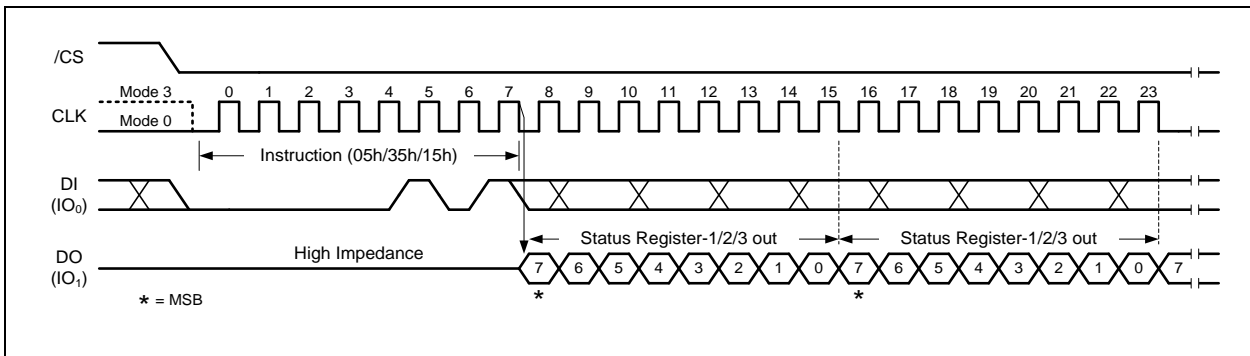 /CS
Mode 3
CLK
Mode 0
0 1 2 3 4 5 6 7 8 9 10 11 12 13 14 15 16 17 18 19 20 21 22 23
Instruction (05h/35h/15h)
DI
(IO₀)
Status Register-1/2/3 out Status Register-1/2/3 out
High Impedance
DO
(IO₁)
7 6 5 4 3 2 1 0 7 6 5 4 3 2 1 0 7
* *
* = MSB